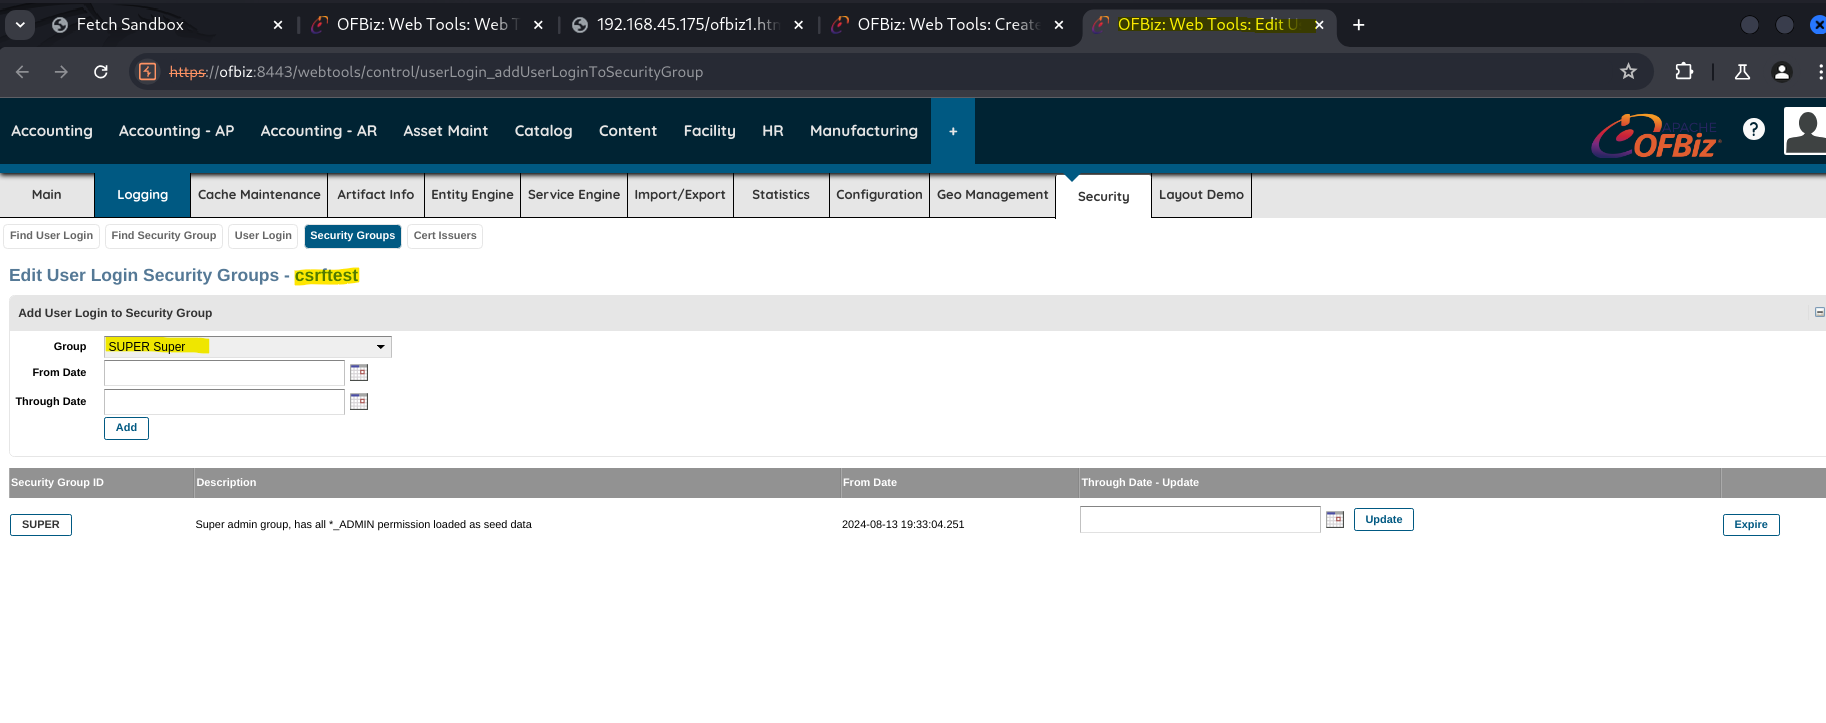 Fetch Sandbox
OFBiz: Web Tools: Web T
192.168.45.175/ofbiz1.htm
OFBiz: Web Tools: Create
OFBiz: Web Tools: Edit U
https://ofbiz:8443/webtools/control/userLogin_addUserLoginToSecurityGroup
Accounting Accounting - AP Accounting - AR Asset Maint Catalog Content Facility HR Manufacturing +
APACHE
OFBiz
?
Main Logging Cache Maintenance Artifact Info Entity Engine Service Engine Import/Export Statistics Configuration Geo Management Security Layout Demo
Find User Login Find Security Group User Login Security Groups Cert Issuers
Edit User Login Security Groups - csrftest
Add User Login to Security Group
Group SUPER Super
From Date
Through Date
Add
Security Group ID Description From Date Through Date - Update
SUPER Super admin group, has all *_ADMIN permission loaded as seed data 2024-08-13 19:33:04.251 Update Expire